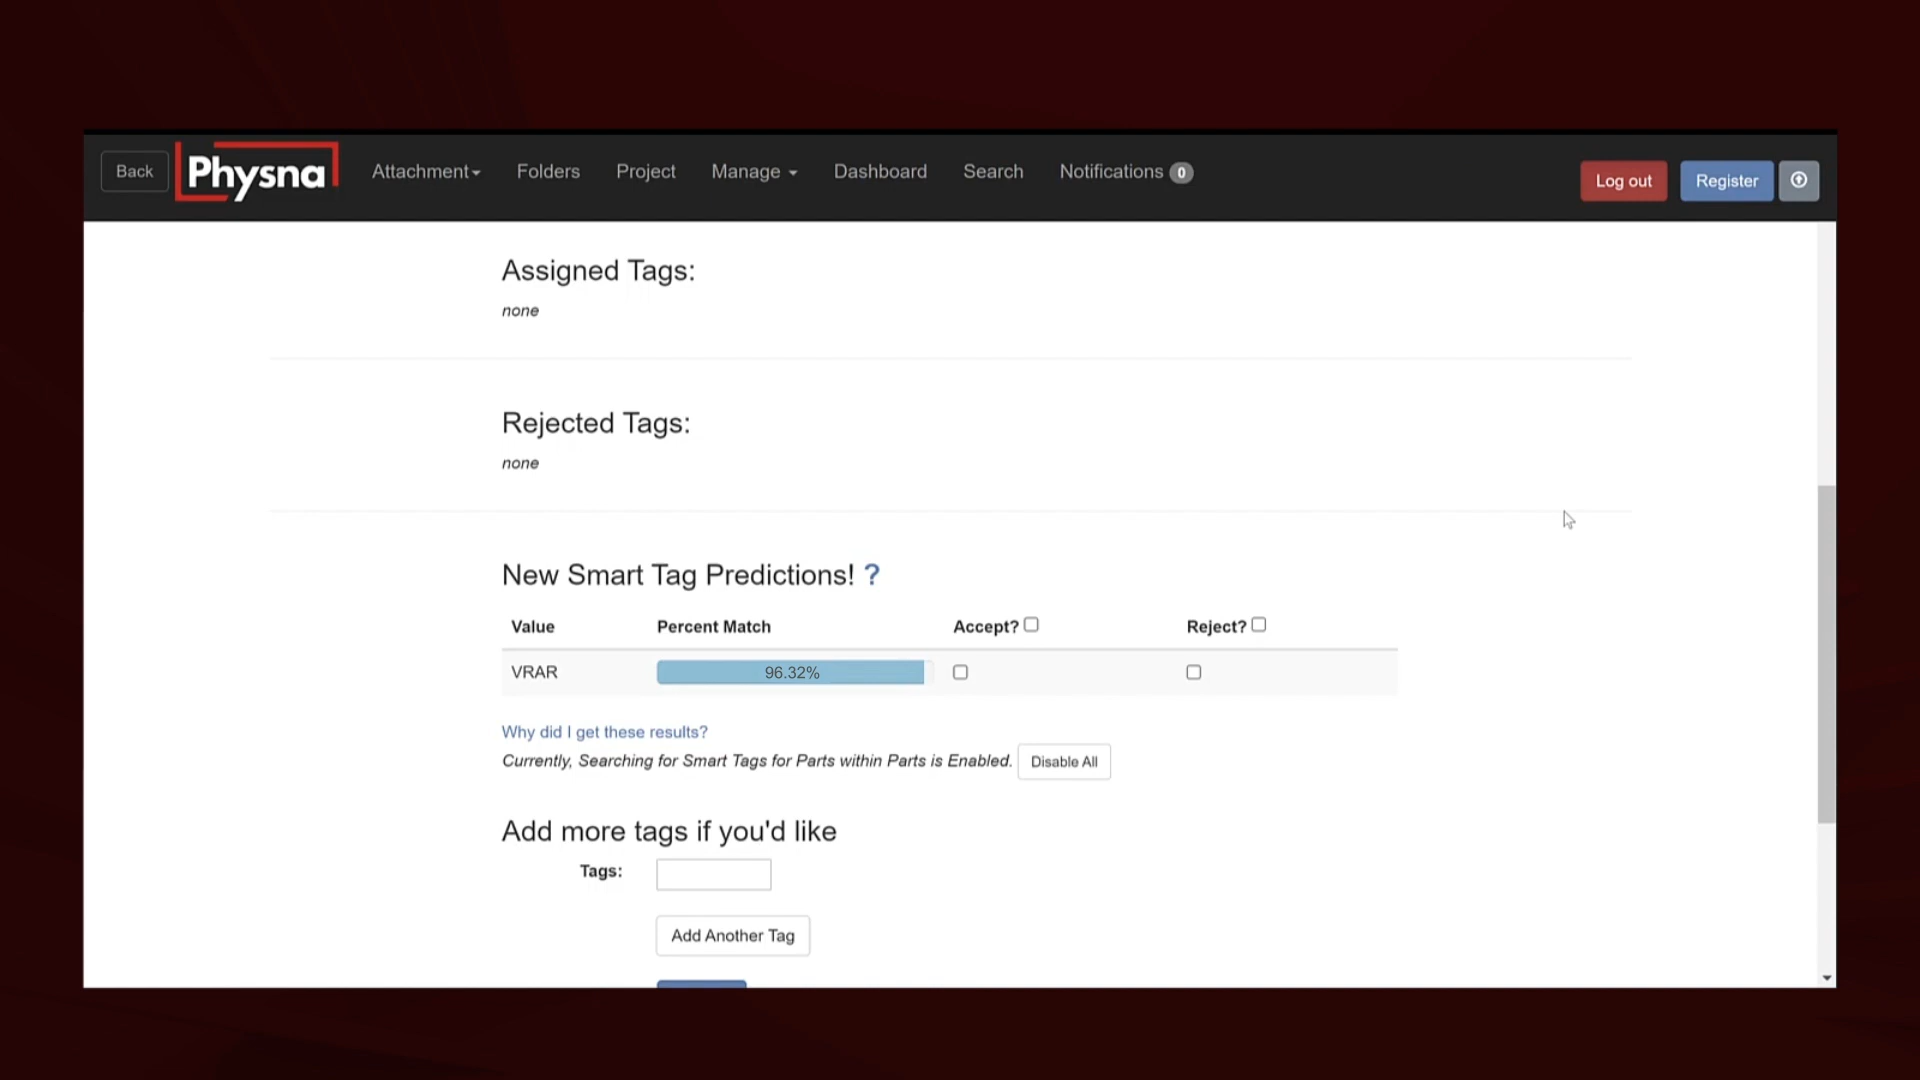 Back Physna Attachment Folders Project Manage Dashboard Search Notifications 0 Log out Register
Assigned Tags:
none
Rejected Tags:
none
New Smart Tag Predictions! ?
Value Percent Match Accept? Reject?
VRAR 96.32%
Why did I get these results?
Currently, Searching for Smart Tags for Parts within Parts is Enabled. Disable All
Add more tags if you'd like
Tags:
Add Another Tag